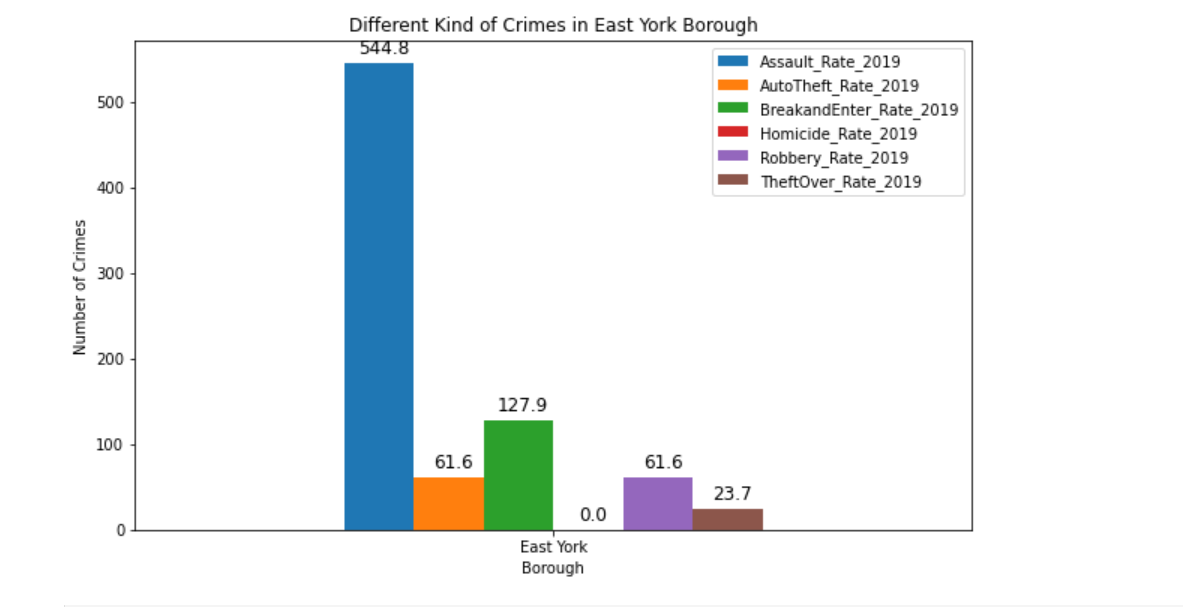 Different Kind of Crimes in East York Borough
544.8
Assault_Rate_2019
AutoTheft_Rate_2019
BreakandEnter_Rate_2019
Homicide_Rate_2019
Robbery_Rate_2019
TheftOver_Rate_2019
500
400
300
200
100
0
Number of Crimes
61.6
127.9
0.0
61.6
23.7
East York
Borough